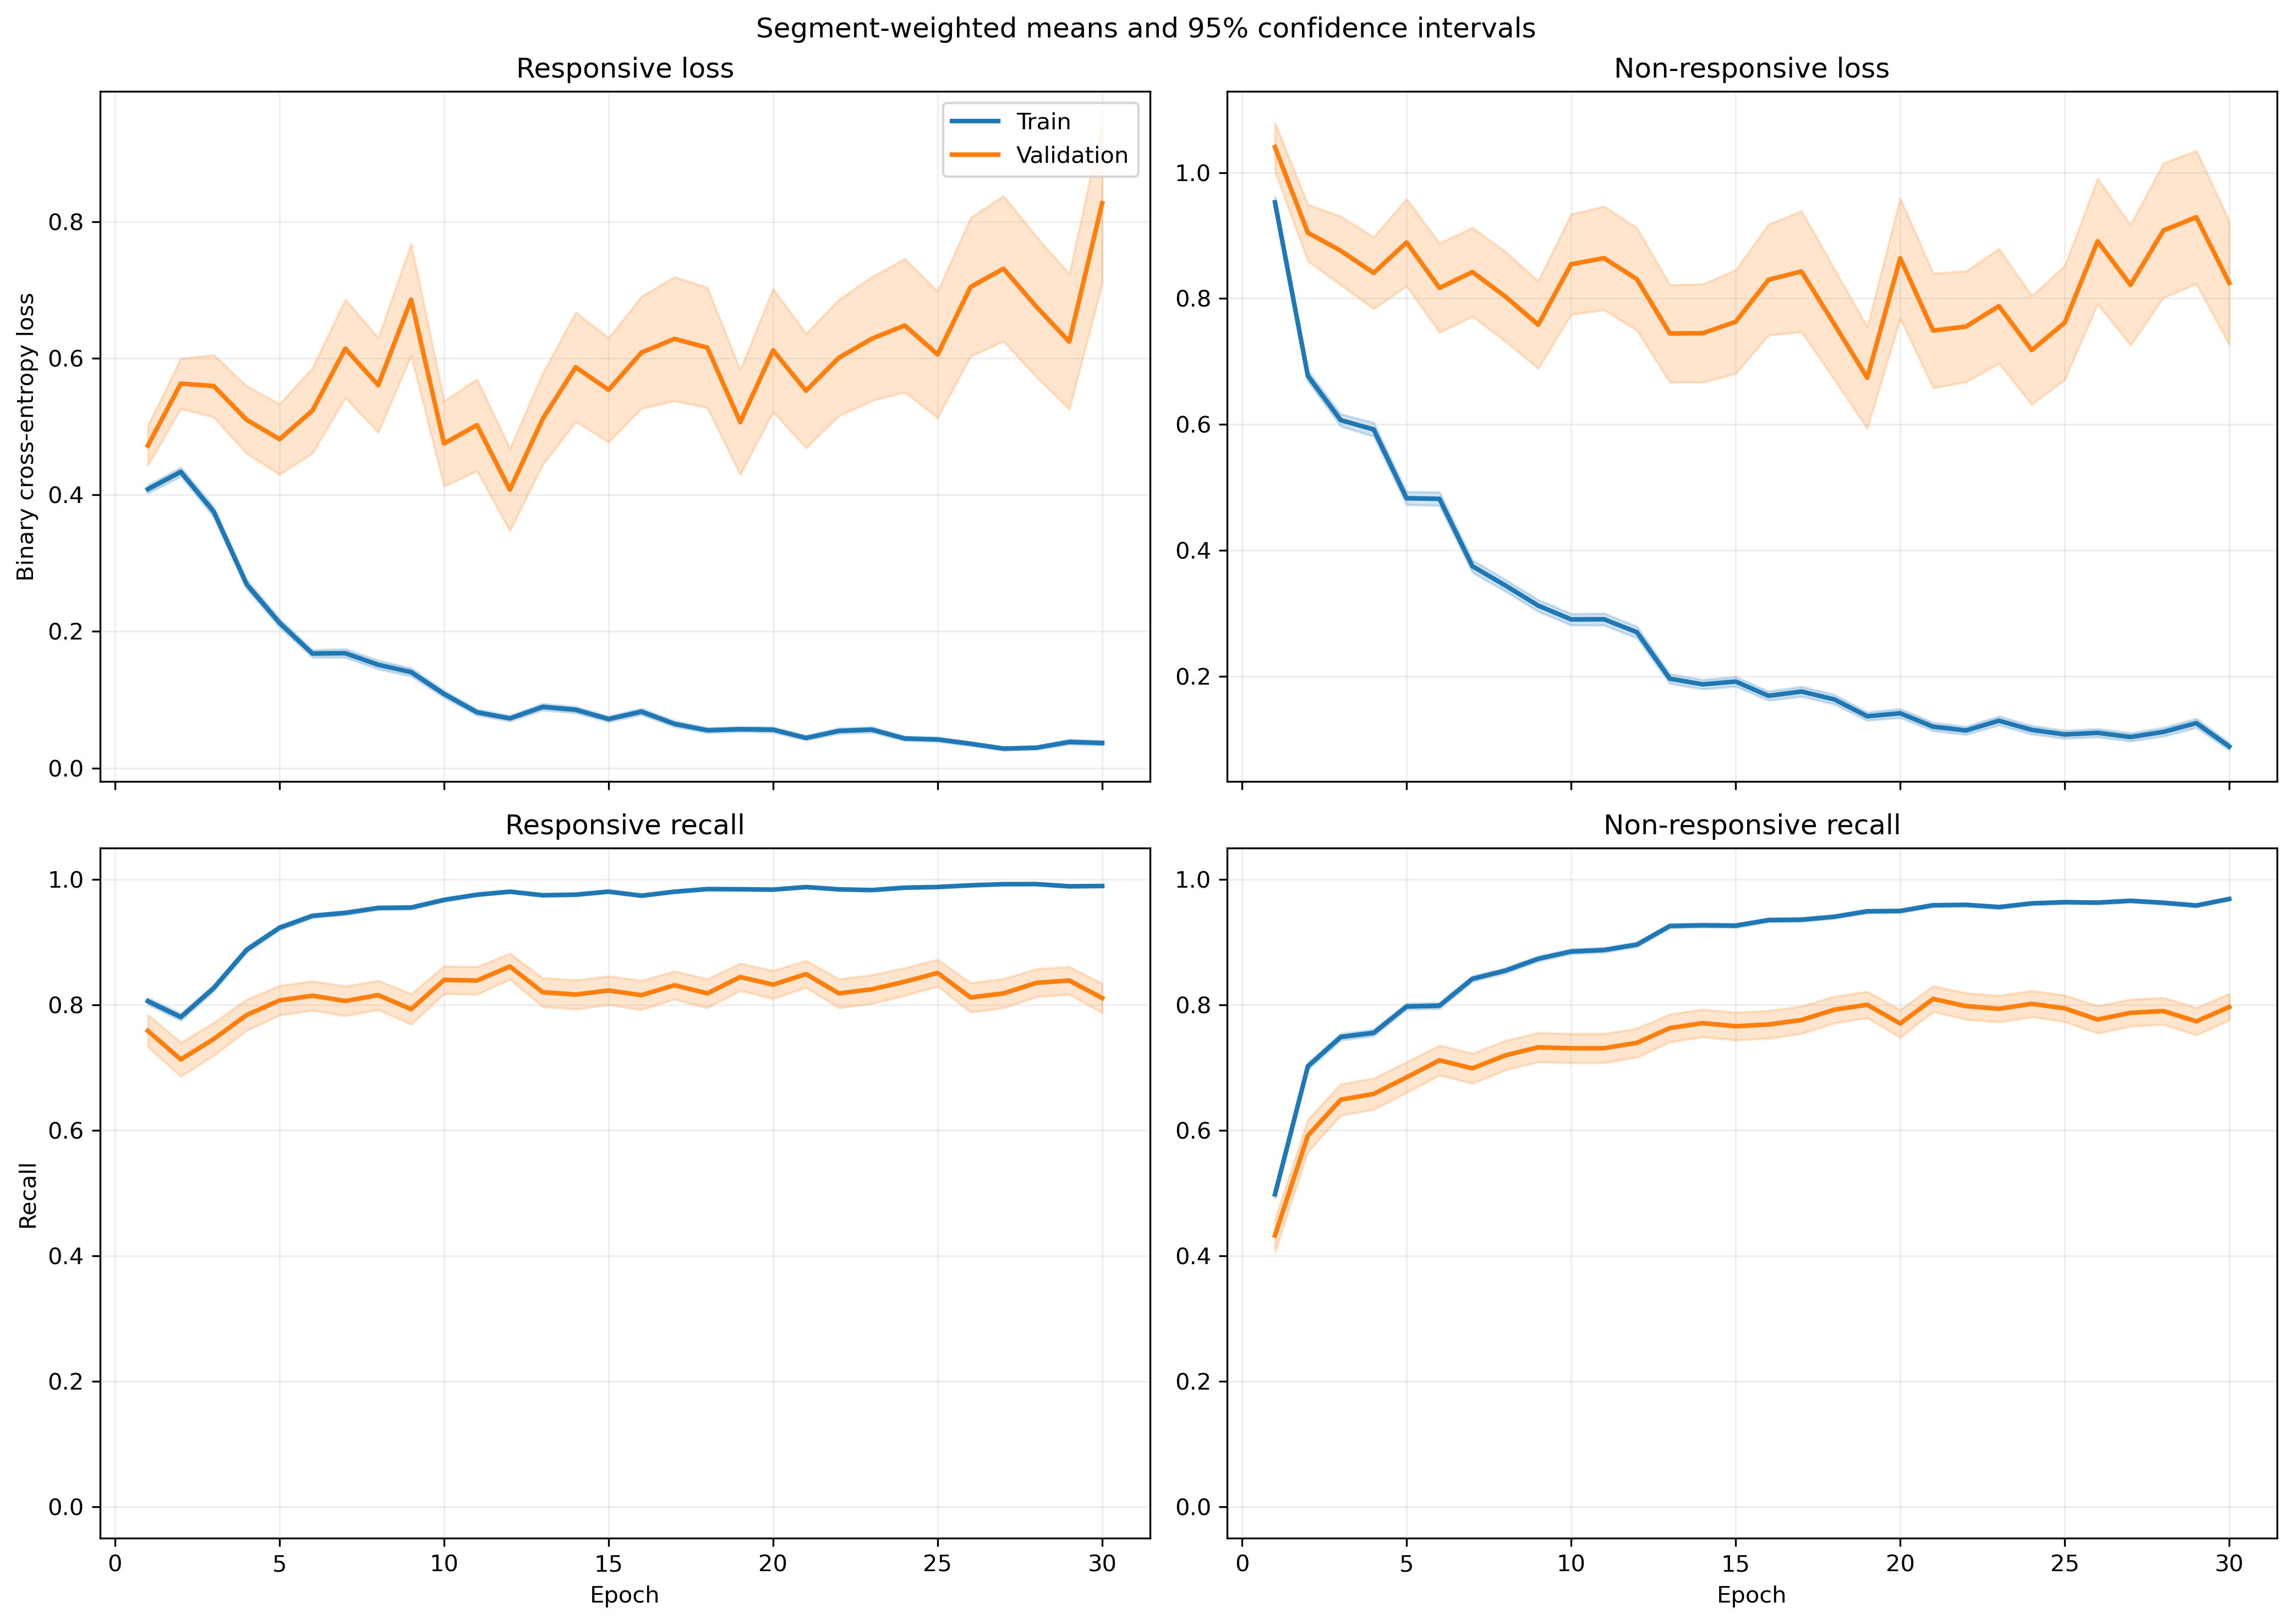 Segment-weighted means and 95% confidence intervals
Responsive loss
Non-responsive loss
Train
Validation
Binary cross-entropy loss
0.8
0.6
0.4
0.2
0.0
1.0
0.8
0.6
0.4
0.2
Responsive recall
Non-responsive recall
Recall
1.0
0.8
0.6
0.4
0.2
0.0
0 5 10 15 20 25 30
Epoch
1.0
0.8
0.6
0.4
0.2
0.0
0 5 10 15 20 25 30
Epoch